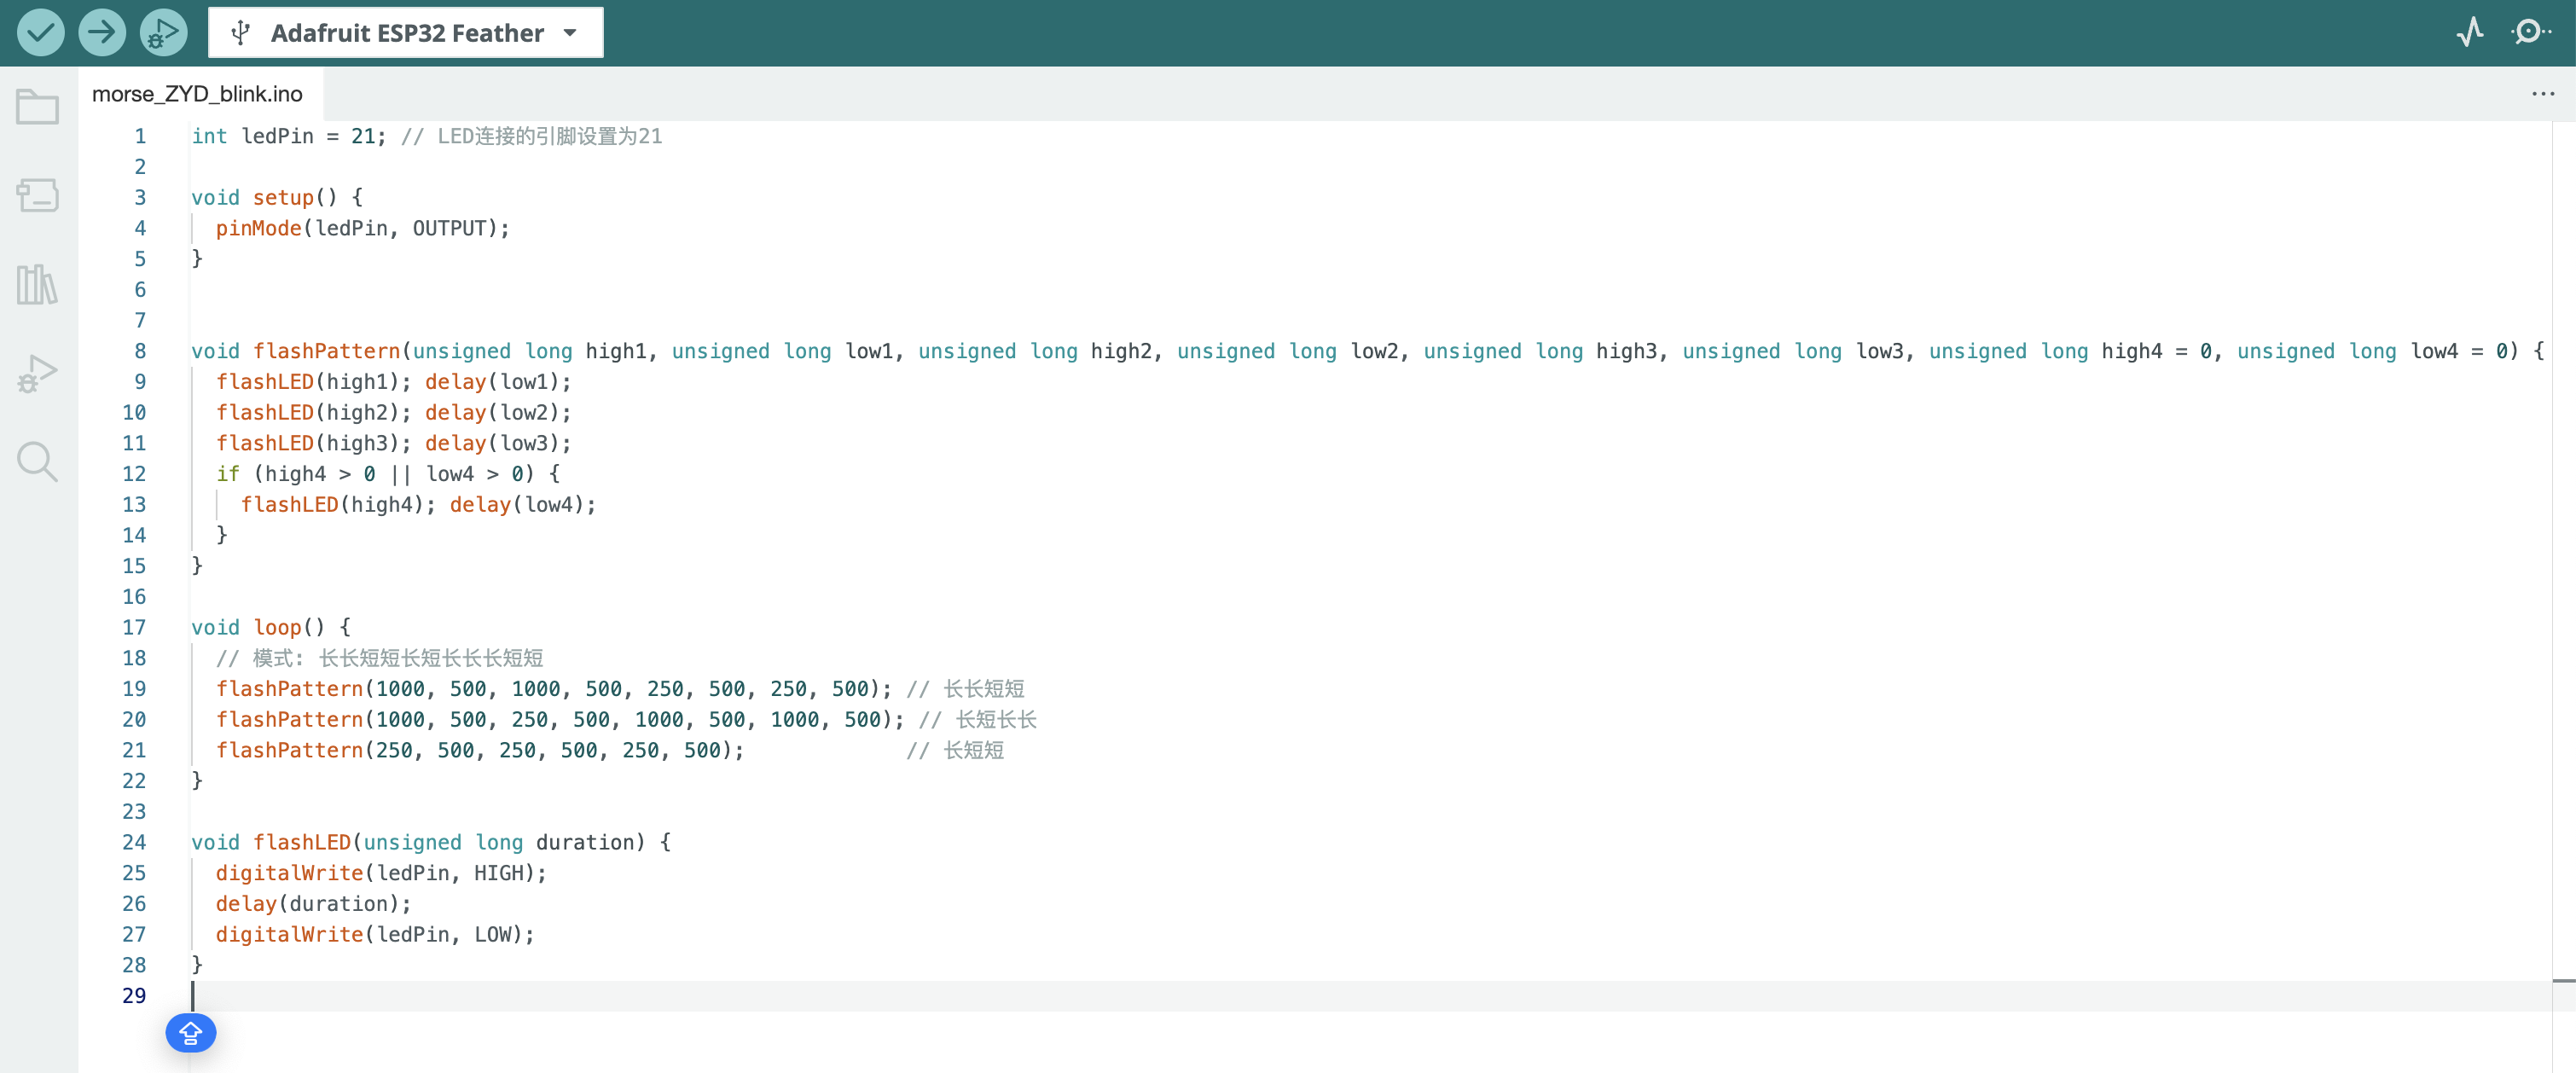 Adafruit ESP32 Feather
morse_ZYD_blink.ino
1 int ledPin = 21; // LED连接的引脚设置为21
2
3 void setup() {
4 pinMode(ledPin, OUTPUT);
5 }
6
7
8 void flashPattern(unsigned long high1, unsigned long low1, unsigned long high2, unsigned long low2, unsigned long high3, unsigned long low3, unsigned long high4 = 0, unsigned long low4 = 0) {
9 flashLED(high1); delay(low1);
10 flashLED(high2); delay(low2);
11 flashLED(high3); delay(low3);
12 if (high4 > 0 || low4 > 0) {
13 flashLED(high4); delay(low4);
14 }
15 }
16
17 void loop() {
18 // 模式: 长长短短长短长长长短短
19 flashPattern(1000, 500, 1000, 500, 250, 500, 250, 500); // 长长短短
20 flashPattern(1000, 500, 250, 500, 1000, 500, 1000, 500); // 长短长长
21 flashPattern(250, 500, 250, 500, 250, 500); // 长短短
22 }
23
24 void flashLED(unsigned long duration) {
25 digitalWrite(ledPin, HIGH);
26 delay(duration);
27 digitalWrite(ledPin, LOW);
28 }
29